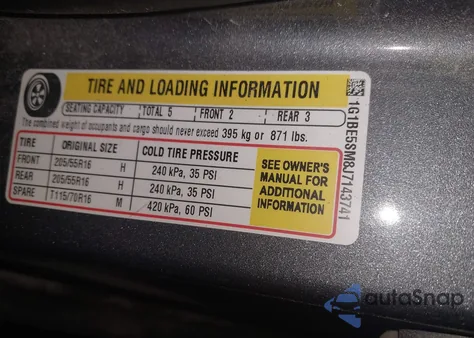 TIRE AND LOADING INFORMATION
SEATING CAPACITY TOTAL 5 FRONT 2 REAR 3
The combined weight of occupants and cargo should never exceed 395 kg or 871 lbs.
TIRE ORIGINAL SIZE COLD TIRE PRESSURE
FRONT 205/55R16 H 240 kPa, 35 PSI
REAR 205/55R16 H 240 kPa, 35 PSI
SPARE T115/70R16 M 420 kPa, 60 PSI
SEE OWNER'S
MANUAL FOR
ADDITIONAL
INFORMATION
1G1BE5SM8J7143741
autoSnap